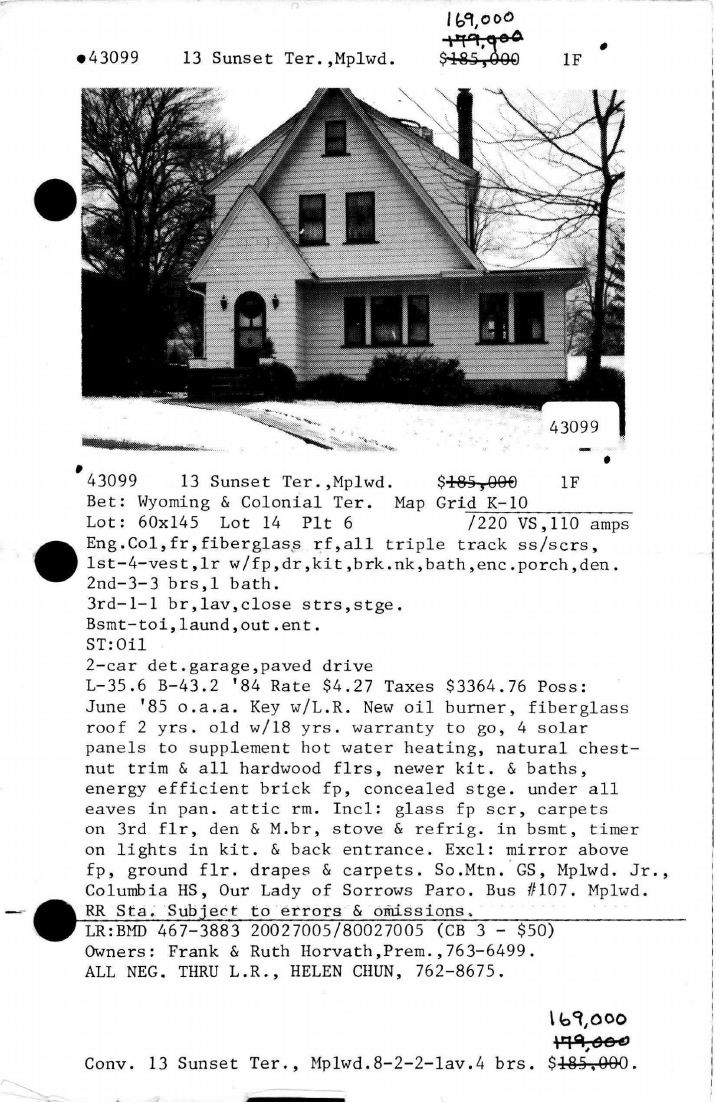 169,000
179,900
•43099 13 Sunset Ter.,Mplwd. $185,000 1F
43099
43099 13 Sunset Ter.,Mplwd. $185,000 1F
Bet: Wyoming & Colonial Ter. Map Grid K-10
Lot: 60x145 Lot 14 Plt 6 /220 VS,110 amps
Eng.Col,fr,fiberglass rf,all triple track ss/scrs,
1st-4-vest,lr w/fp,dr,kit,brk.nk,bath,enc.porch,den.
2nd-3-3 brs,1 bath.
3rd-1-1 br,lav,close strs,stge.
Bsmt-toi,laund,out.ent.
ST:Oil
2-car det.garage,paved drive
L-35.6 B-43.2 '84 Rate $4.27 Taxes $3364.76 Poss:
June '85 o.a.a. Key w/L.R. New oil burner, fiberglass
roof 2 yrs. old w/18 yrs. warranty to go, 4 solar
panels to supplement hot water heating, natural chest-
nut trim & all hardwood flrs, newer kit. & baths,
energy efficient brick fp, concealed stge. under all
eaves in pan. attic rm. Incl: glass fp scr, carpets
on 3rd flr, den & M.br, stove & refrig. in bsmt, timer
on lights in kit. & back entrance. Excl: mirror above
fp, ground flr. drapes & carpets. So.Mtn. GS, Mplwd. Jr.,
Columbia HS, Our Lady of Sorrows Paro. Bus #107. Mplwd.
RR Sta. Subject to errors & omissions.
LR:BMD 467-3883 20027005/80027005 (CB 3 - $50)
Owners: Frank & Ruth Horvath,Prem.,763-6499.
ALL NEG. THRU L.R., HELEN CHUN, 762-8675.
169,000
179,000
Conv. 13 Sunset Ter., Mplwd.8-2-2-lav.4 brs. $185,000.